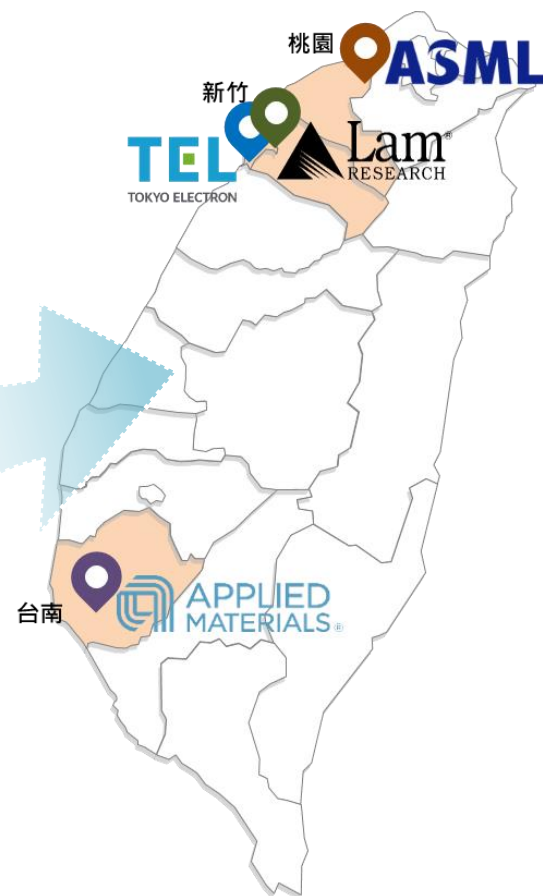 桃園
ASML
新竹
TEL
TOKYO ELECTRON
Lam®
RESEARCH
台南
APPLIED
MATERIALS®